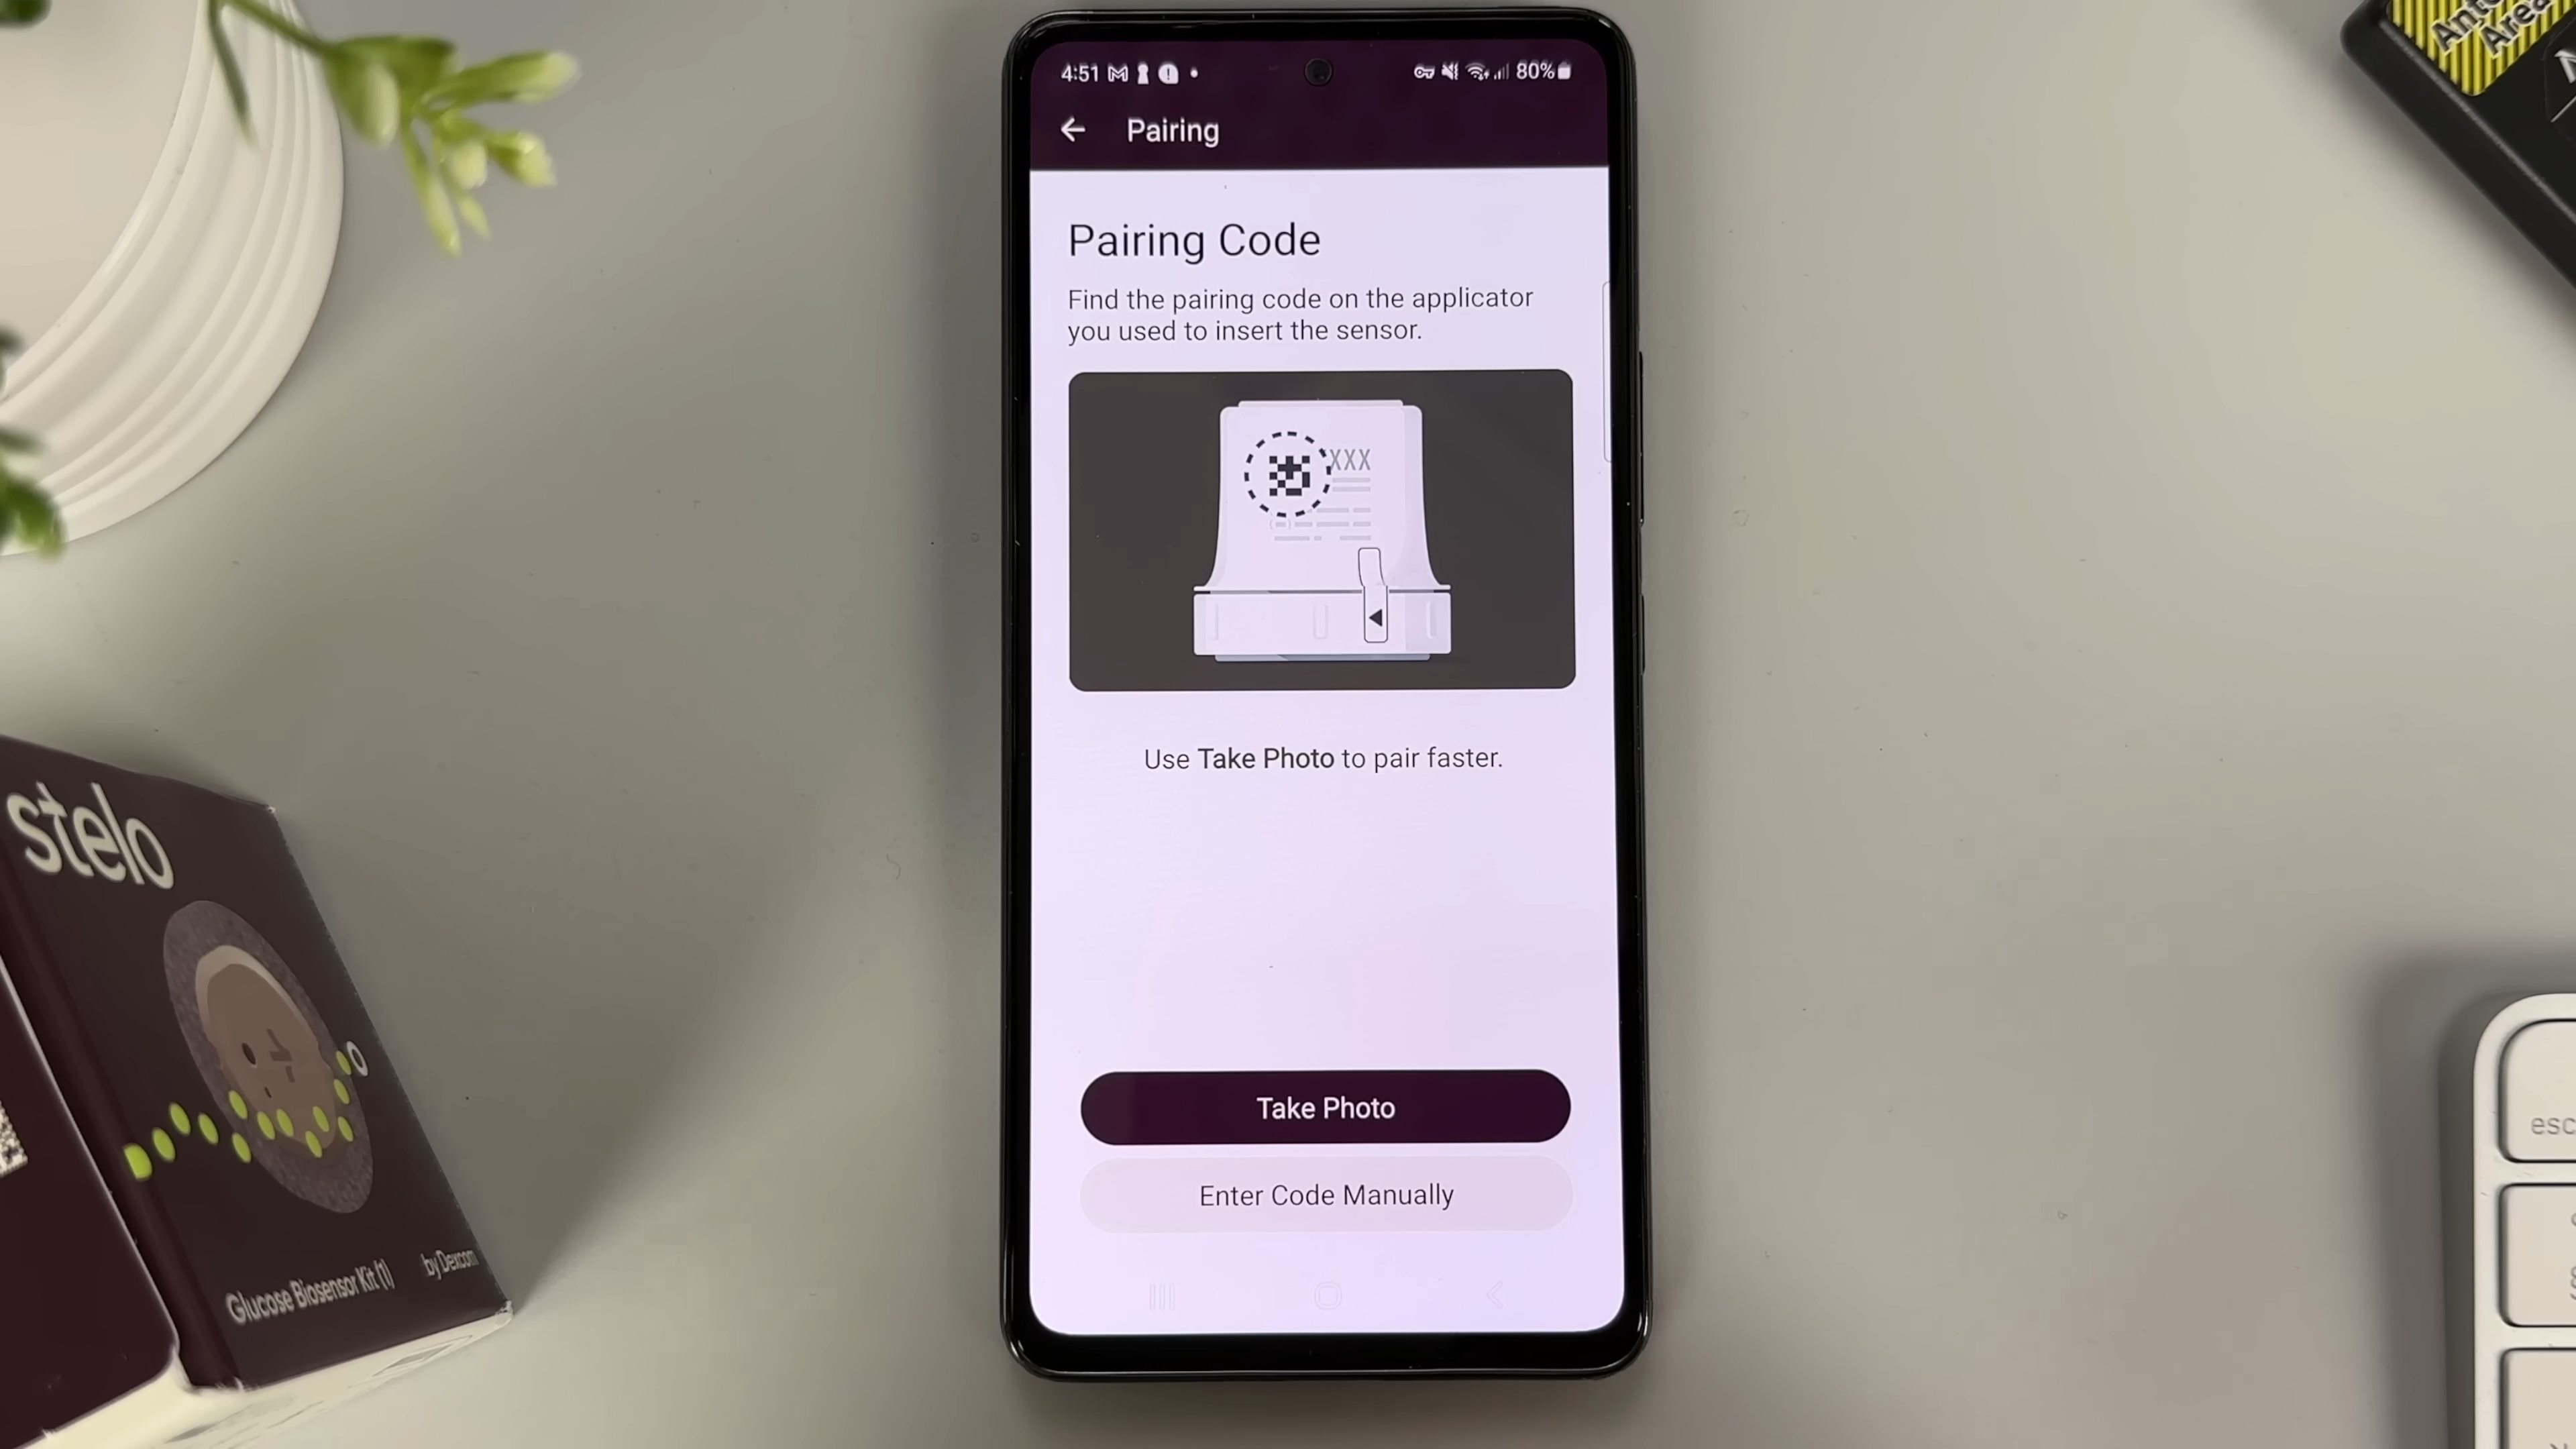 4:51
80%
Pairing
Pairing Code
Find the pairing code on the applicator
you used to insert the sensor.
XXX
Use Take Photo to pair faster.
Take Photo
Enter Code Manually
stelo
Glucose Biosensor Kit (1)
by Dexcom
esc